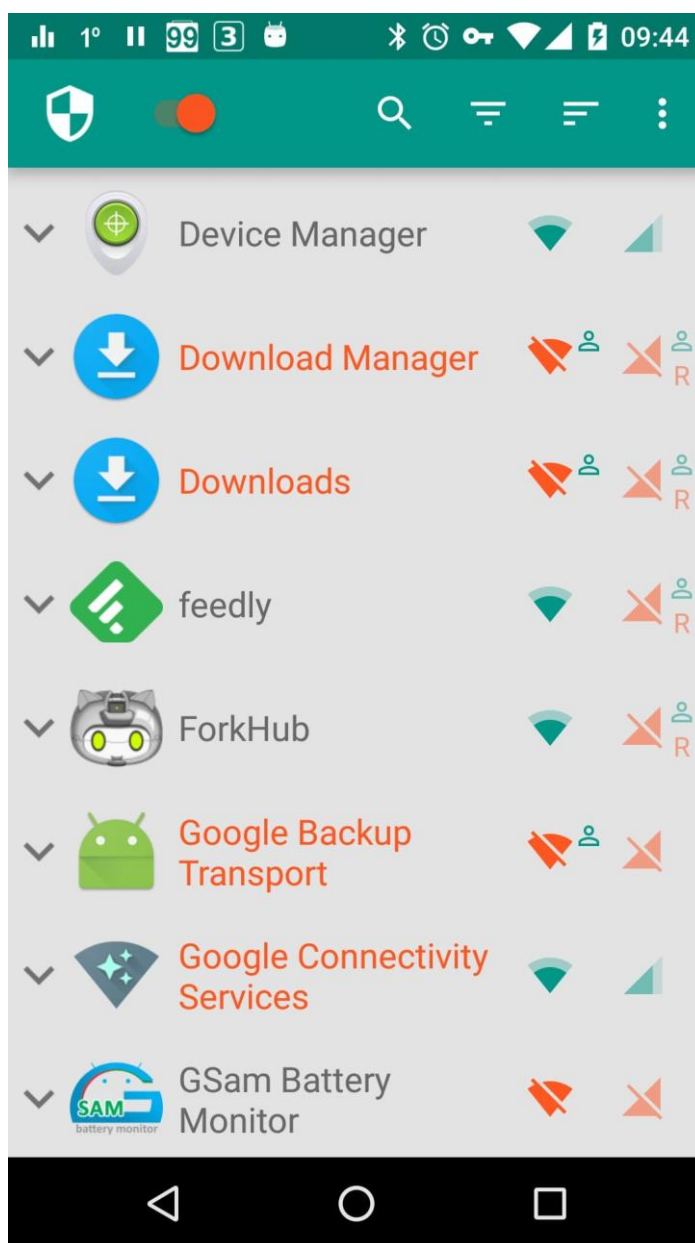 1° 99 3 09:44
Device Manager
Download Manager
R
Downloads
R
feedly
R
ForkHub
R
Google Backup
Transport
Google Connectivity
Services
GSam Battery
Monitor
SAM
battery monitor